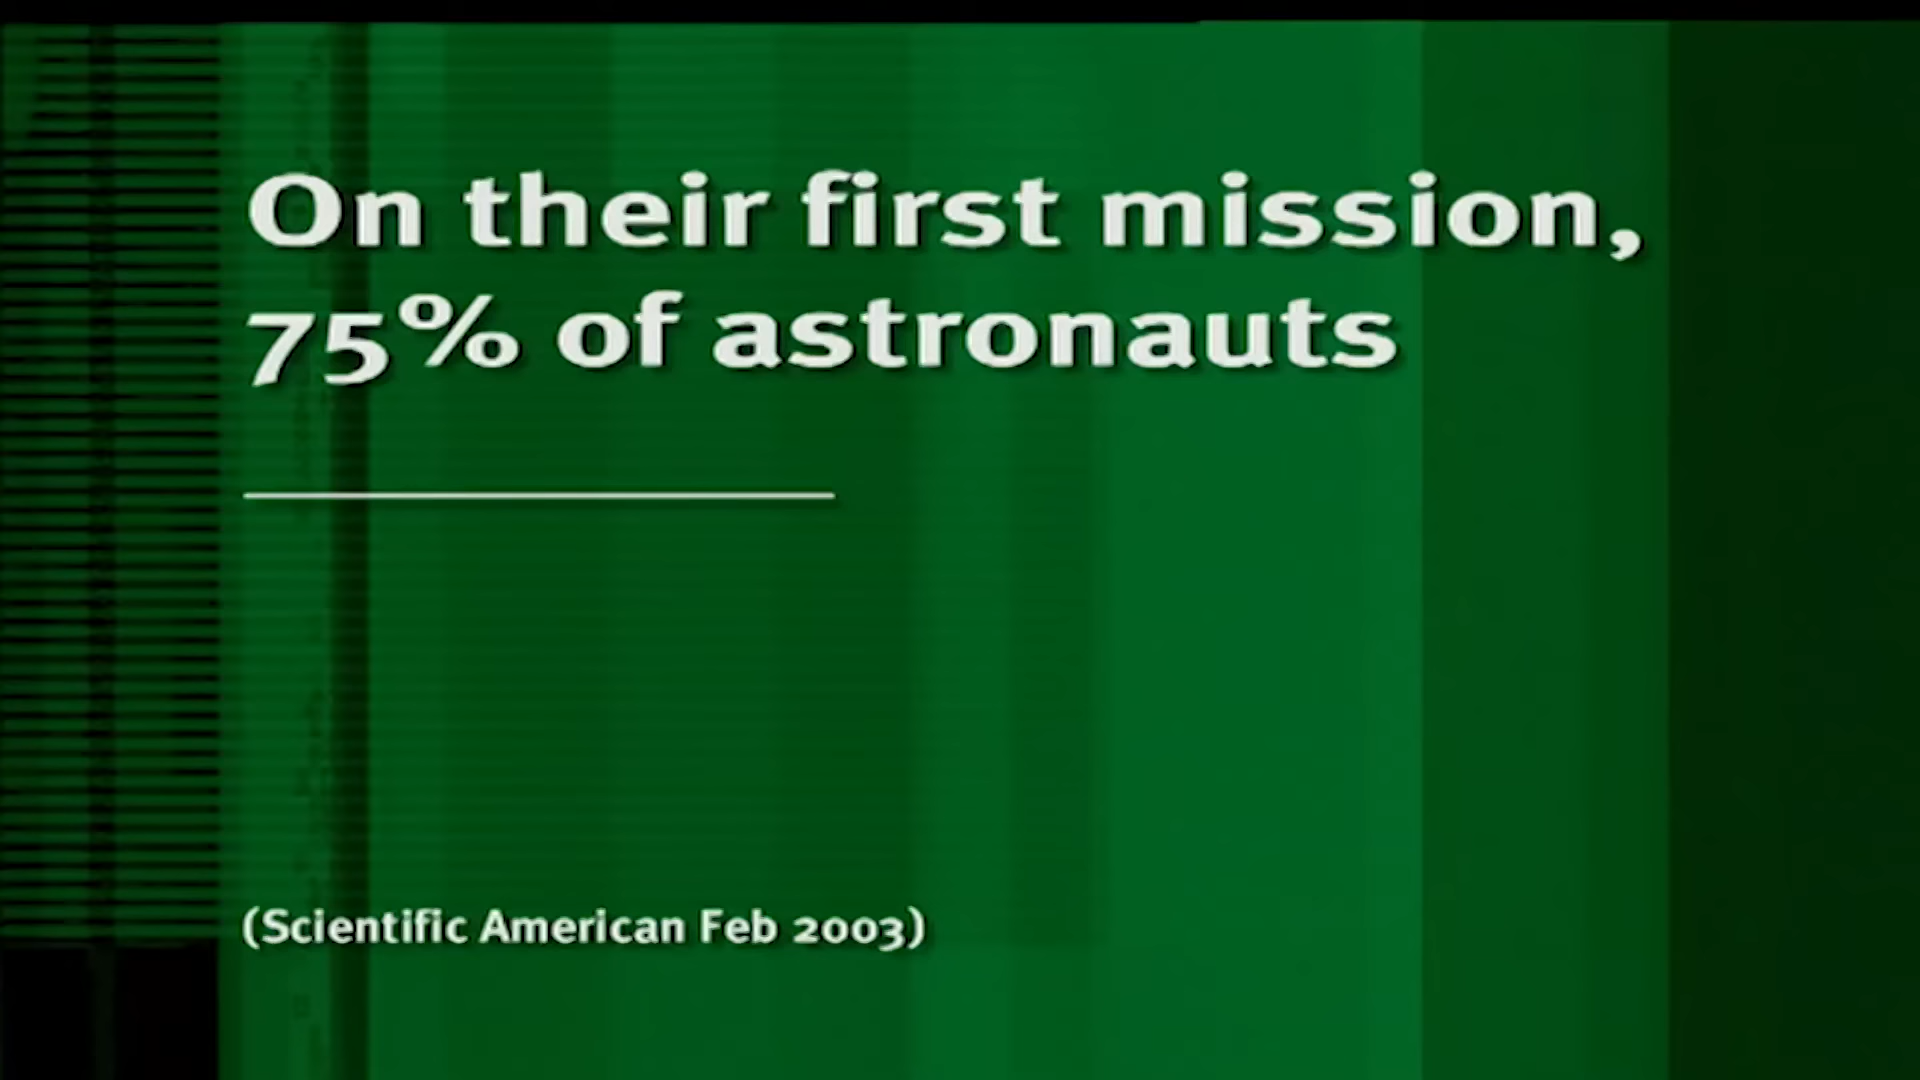 On their first mission,
75% of astronauts
(Scientific American Feb 2003)